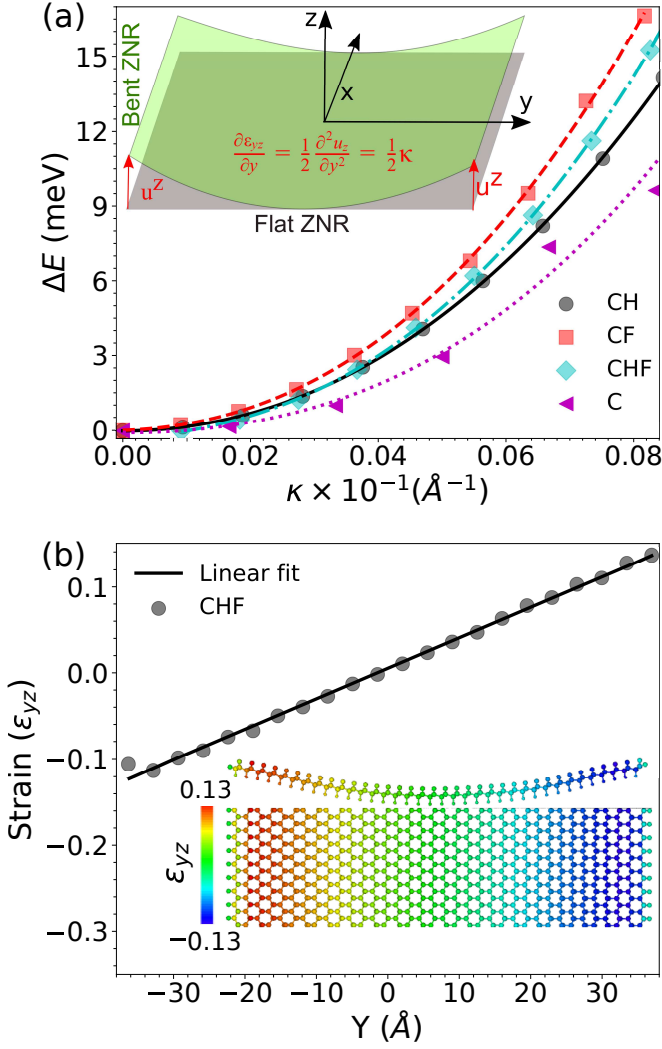 (a)
Bent ZNR
z
x
y
∂ε_yz/∂y = 1/2 ∂²u_z/∂y² = 1/2 κ
u^z
u^z
Flat ZNR
ΔE (meV)
15
12
9
6
3
0
CH
CF
CHF
C
0.00 0.02 0.04 0.06 0.08
κ × 10⁻¹(Å⁻¹)
(b)
Linear fit
CHF
Strain (ε_yz)
0.1
0.0
−0.1
−0.2
−0.3
0.13
ε_yz
−0.13
−30 −20 −10 0 10 20 30
Y (Å)